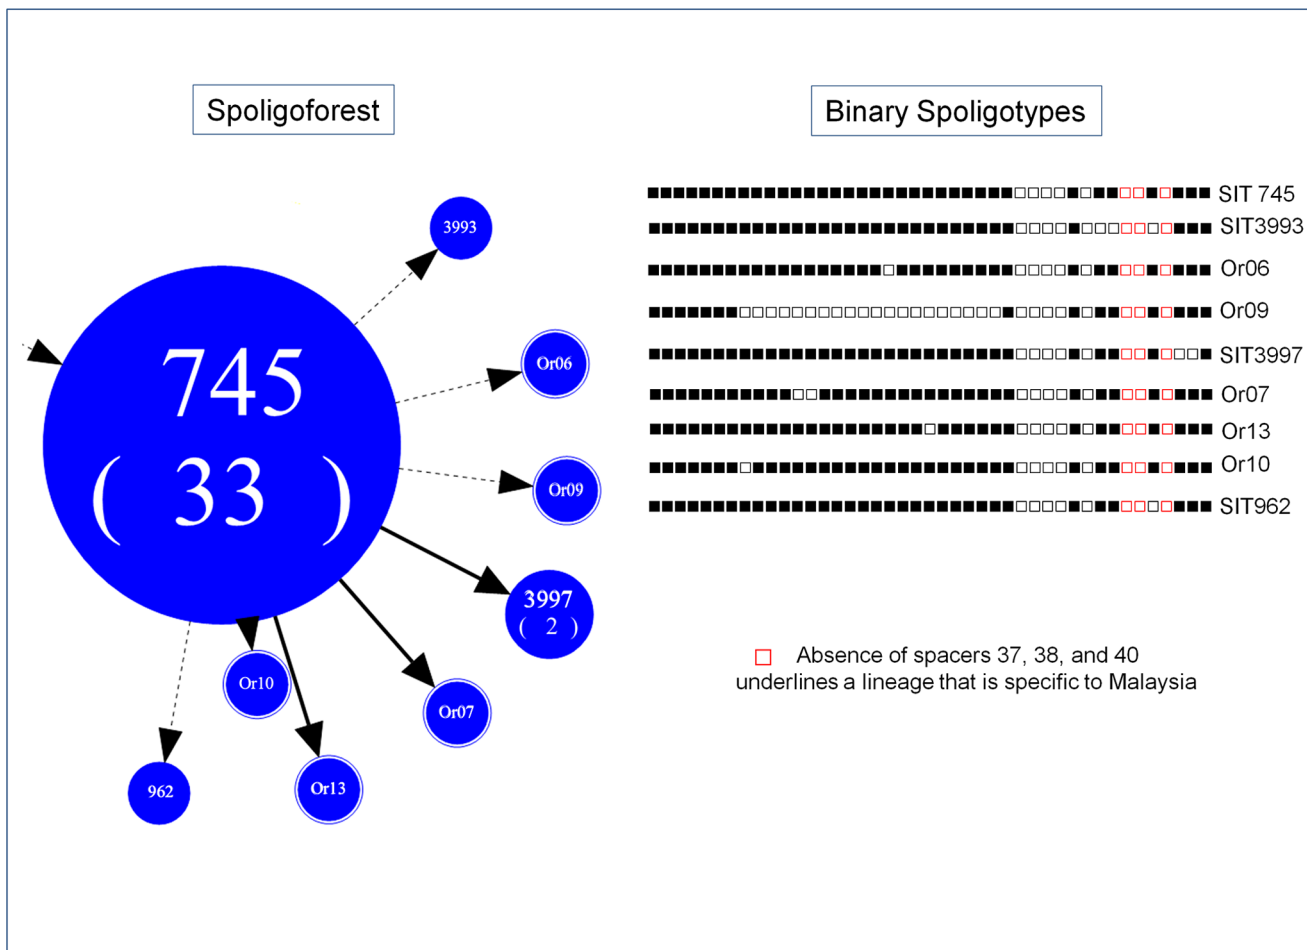 Spoligoforest
Binary Spoligotypes
3993
745
( 33 )
Or06
Or09
3997
( 2 )
Or10
Or07
962
Or13
SIT 745
SIT3993
Or06
Or09
SIT3997
Or07
Or13
Or10
SIT962
Absence of spacers 37, 38, and 40
underlines a lineage that is specific to Malaysia